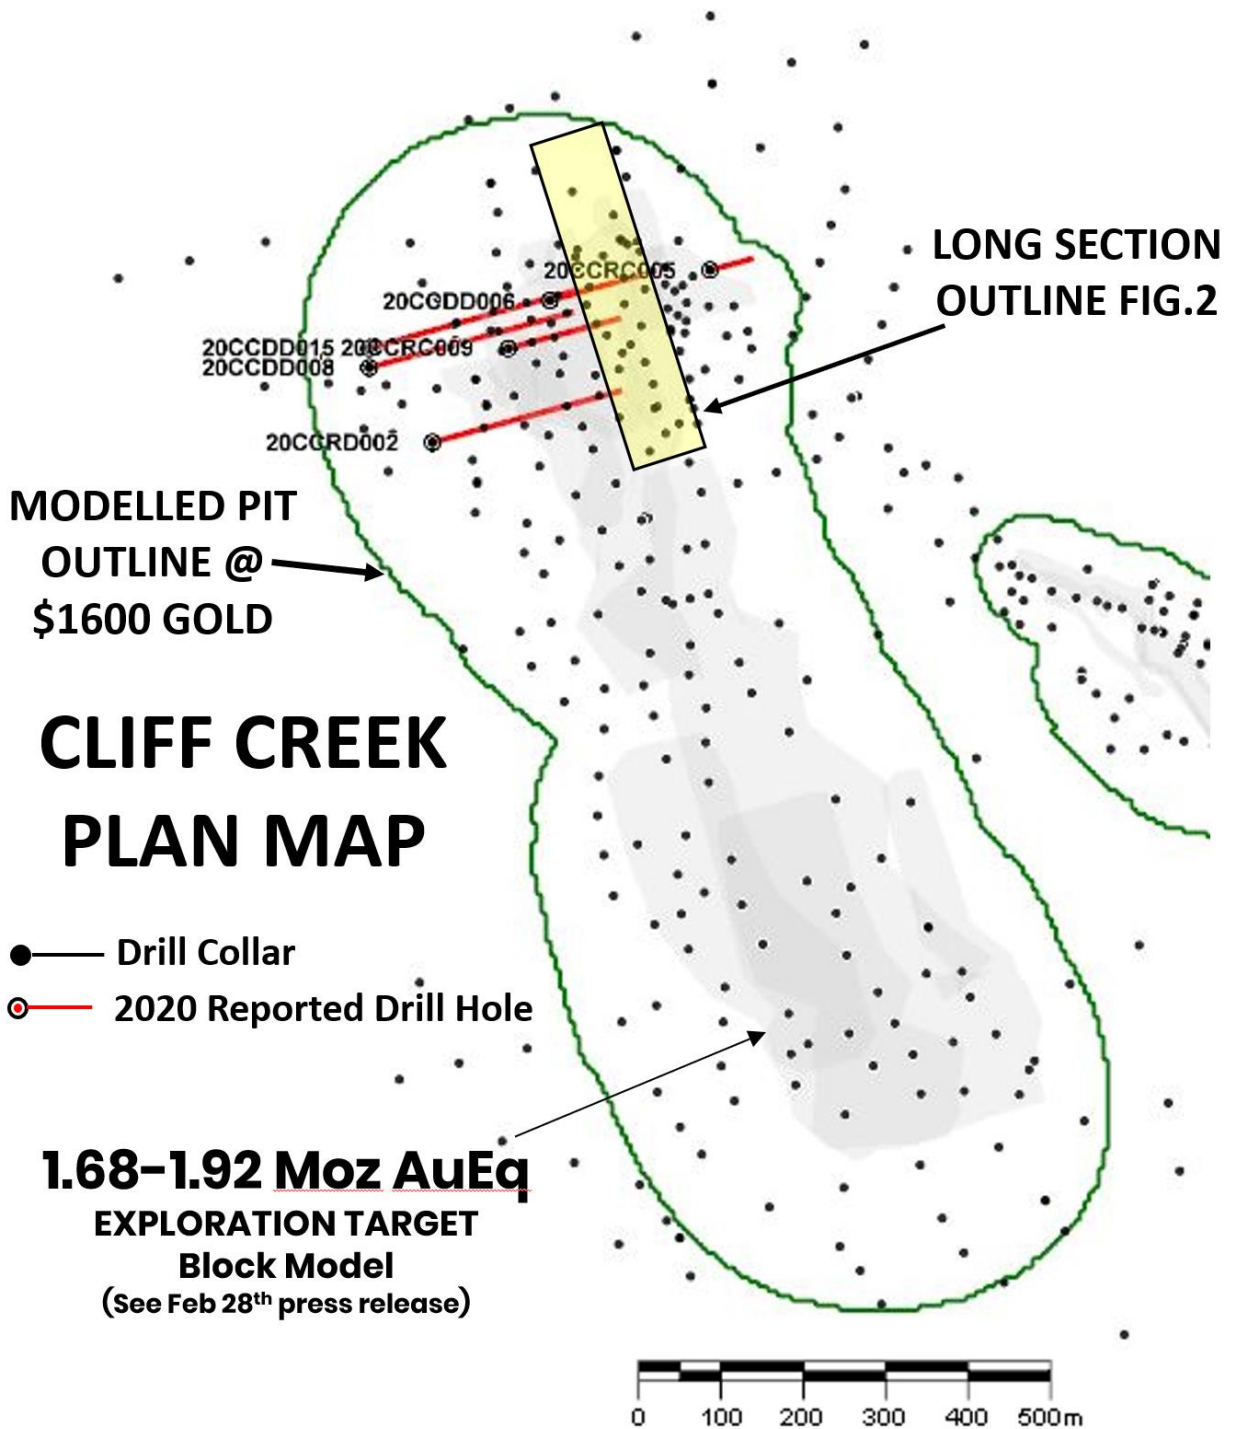 LONG SECTION
OUTLINE FIG.2
20CCRC005
20CGDD006
20CCDD015 20CCRC009
20CCDD008
20CCRD002
MODELLED PIT
OUTLINE @
$1600 GOLD
CLIFF CREEK
PLAN MAP
Drill Collar
2020 Reported Drill Hole
1.68–1.92 Moz AuEq
EXPLORATION TARGET
Block Model
(See Feb 28th press release)
0 100 200 300 400 500m